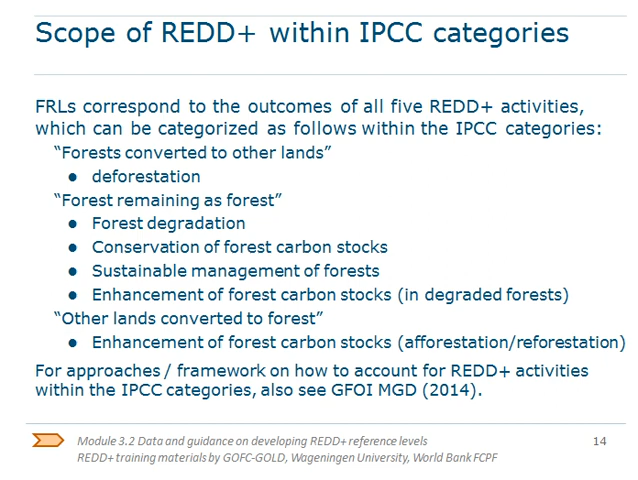 Scope of REDD+ within IPCC categories
FRLs correspond to the outcomes of all five REDD+ activities,
which can be categorized as follows within the IPCC categories:
“Forests converted to other lands”
● deforestation
“Forest remaining as forest”
● Forest degradation
● Conservation of forest carbon stocks
● Sustainable management of forests
● Enhancement of forest carbon stocks (in degraded forests)
“Other lands converted to forest”
● Enhancement of forest carbon stocks (afforestation/reforestation)
For approaches / framework on how to account for REDD+ activities
within the IPCC categories, also see GFOI MGD (2014).
Module 3.2 Data and guidance on developing REDD+ reference levels
REDD+ training materials by GOFC-GOLD, Wageningen University, World Bank FCPF
14